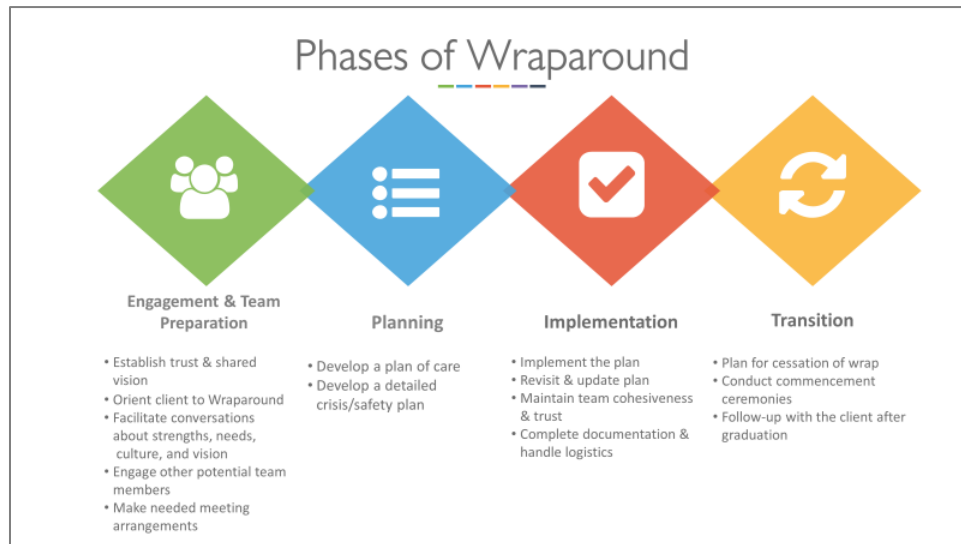 Phases of Wraparound
Engagement & Team
Preparation
• Establish trust & shared
vision
• Orient client to Wraparound
• Facilitate conversations
about strengths, needs,
culture, and vision
• Engage other potential team
members
• Make needed meeting
arrangements
Planning
• Develop a plan of care
• Develop a detailed
crisis/safety plan
Implementation
• Implement the plan
• Revisit & update plan
• Maintain team cohesiveness
& trust
• Complete documentation &
handle logistics
Transition
• Plan for cessation of wrap
• Conduct commencement
ceremonies
• Follow-up with the client after
graduation